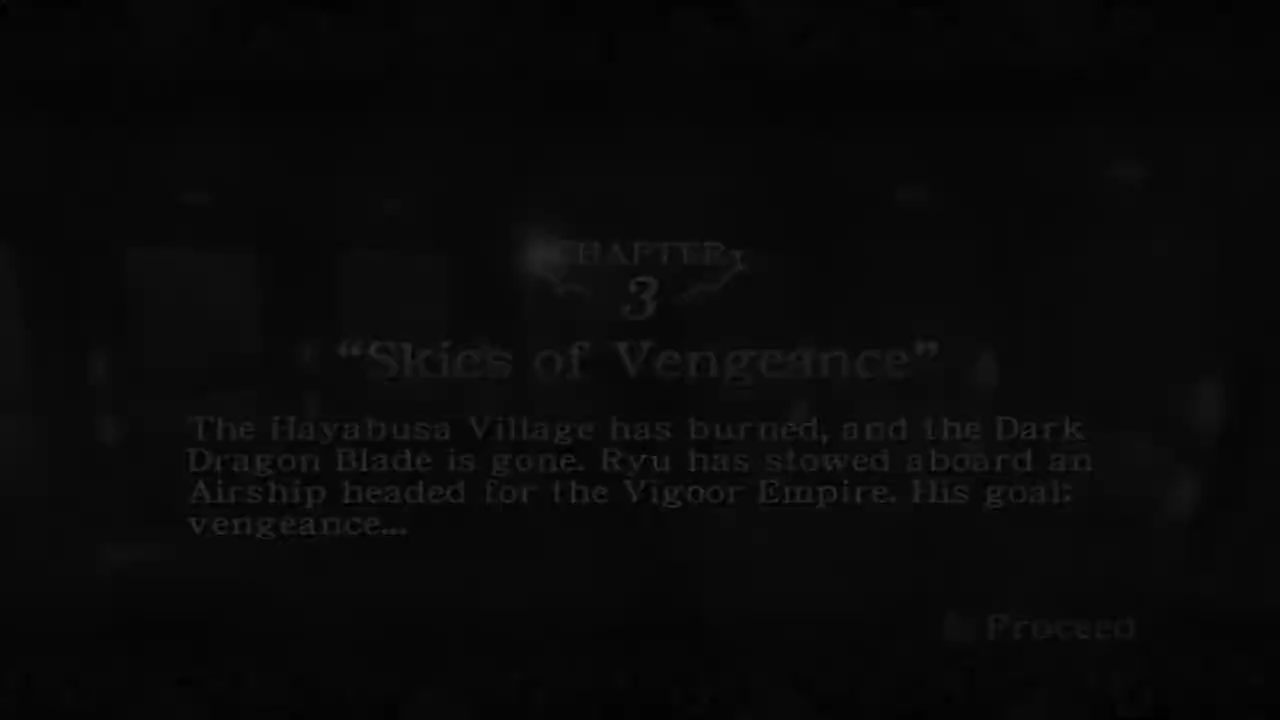 CHAPTER
3
“Skies of Vengeance”
The Hayabusa Village has burned, and the Dark
Dragon Blade is gone. Ryu has stowed aboard an
Airship headed for the Vigoor Empire. His goal:
vengeance...
Proceed